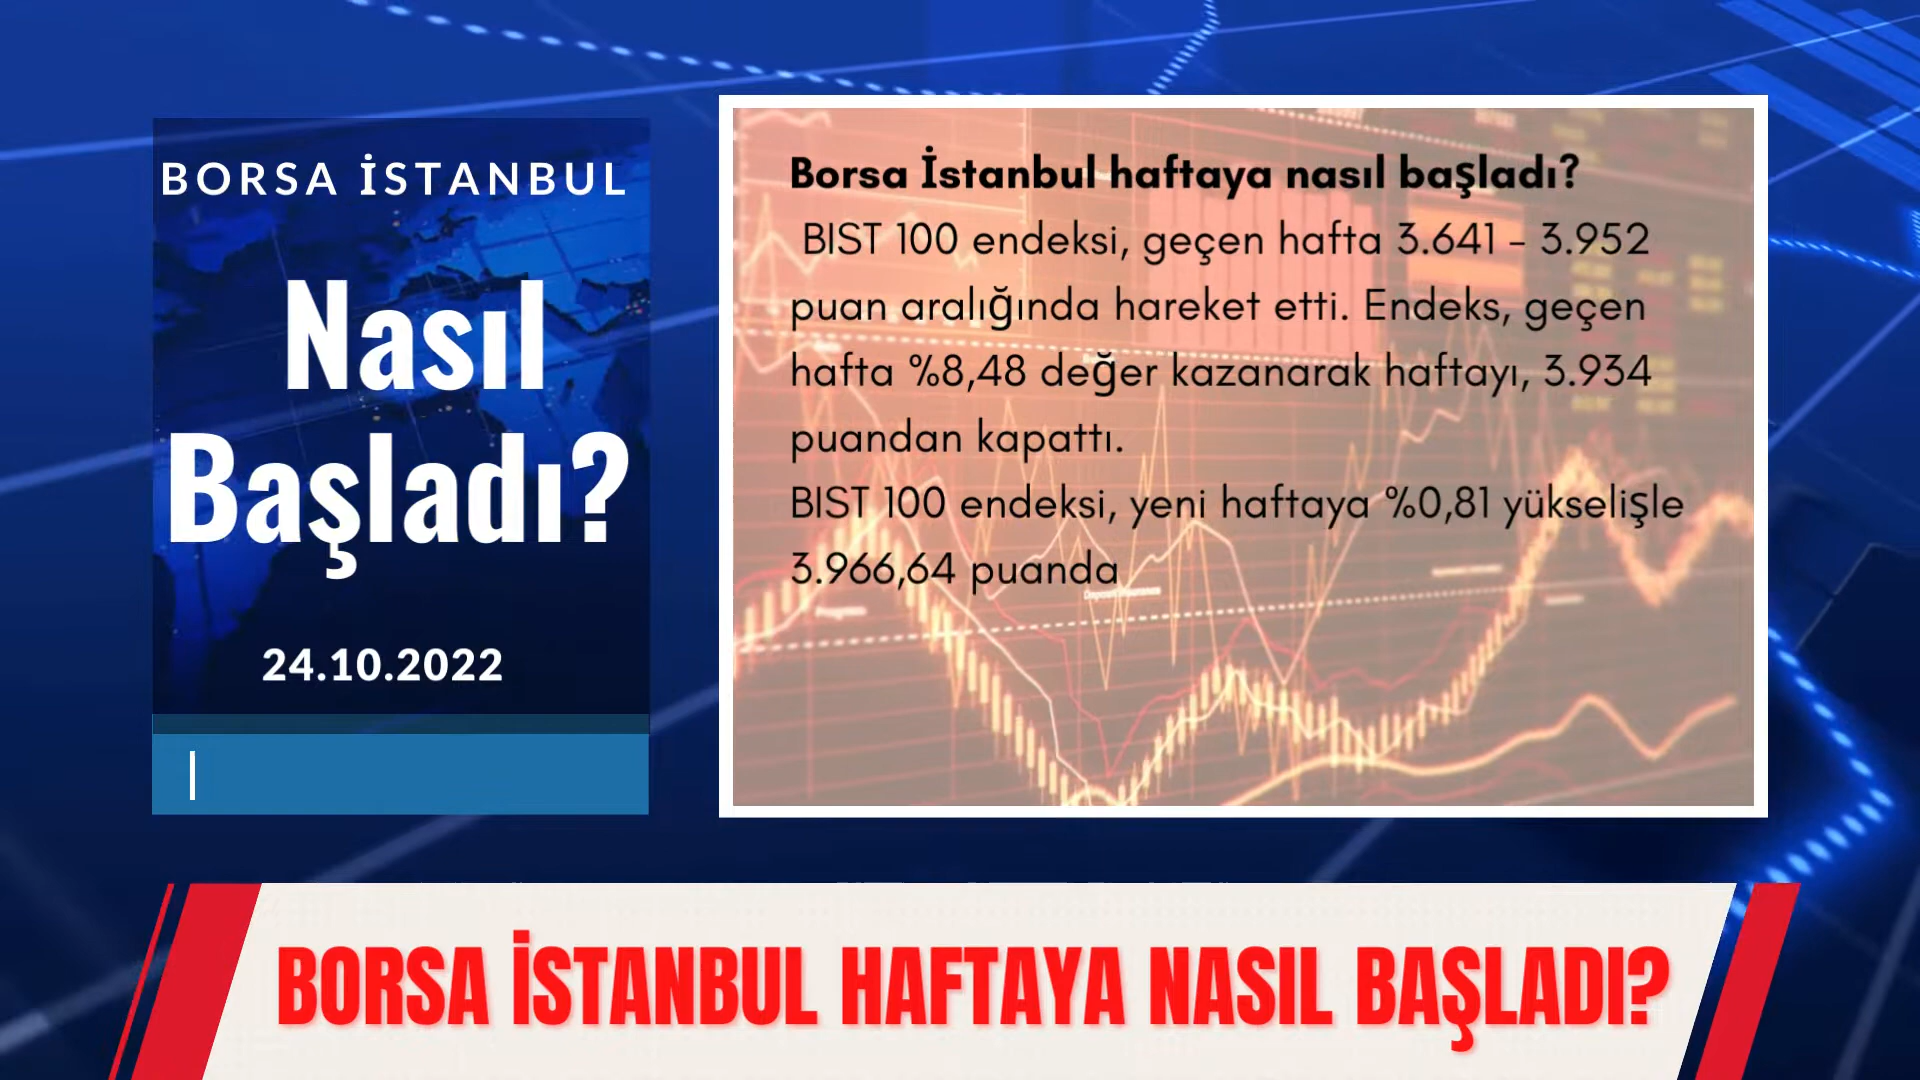 BORSA İSTANBUL
Nasıl
Başladı?
24.10.2022
Borsa İstanbul haftaya nasıl başladı?
BIST 100 endeksi, geçen hafta 3.641 – 3.952
puan aralığında hareket etti. Endeks, geçen
hafta %8,48 değer kazanarak haftayı, 3.934
puandan kapattı.
BIST 100 endeksi, yeni haftaya %0,81 yükselişle
3.966,64 puanda
BORSA İSTANBUL HAFTAYA NASIL BAŞLADI?